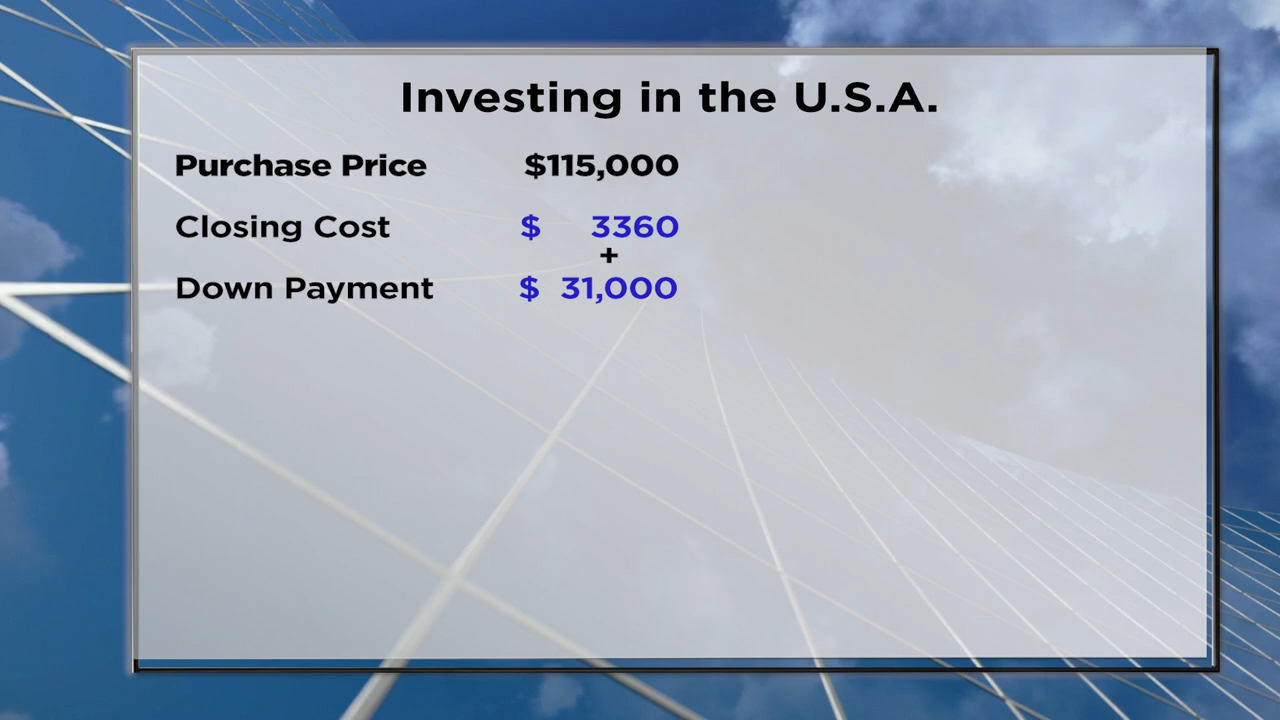 Investing in the U.S.A.
Purchase Price $115,000
Closing Cost $ 3360
+
Down Payment $ 31,000